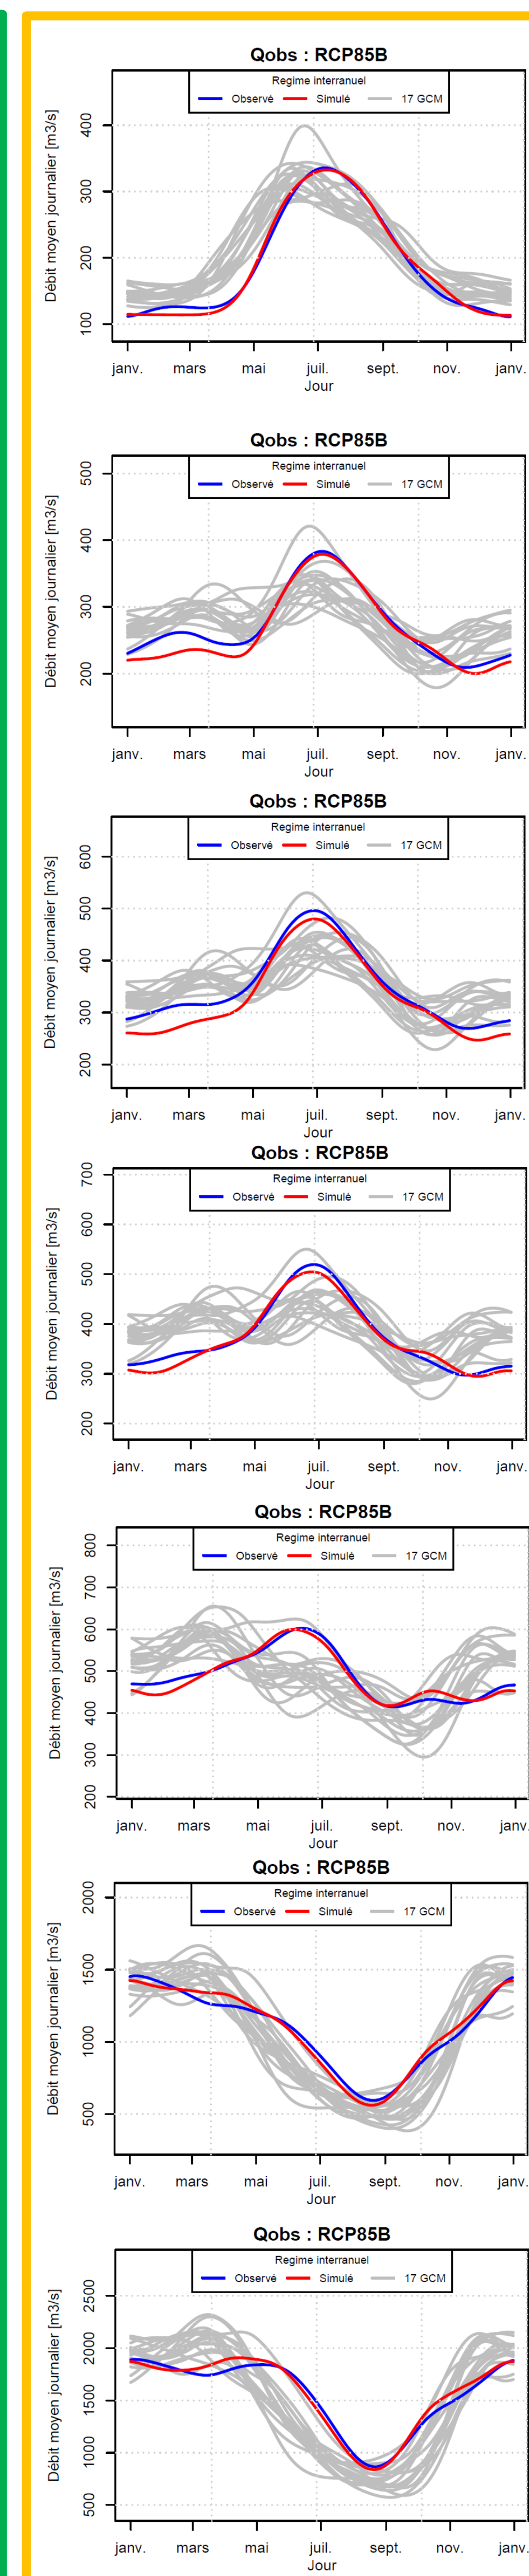 Qobs : RCP85B
Regime interranuel
Observé Simulé 17 GCM
Débit moyen journalier [m3/s]
400
300
200
100
janv. mars mai juil. sept. nov. janv.
Jour
Qobs : RCP85B
Regime interranuel
Observé Simulé 17 GCM
Débit moyen journalier [m3/s]
500
400
300
200
janv. mars mai juil. sept. nov. janv.
Jour
Qobs : RCP85B
Regime interranuel
Observé Simulé 17 GCM
Débit moyen journalier [m3/s]
600
500
400
300
200
janv. mars mai juil. sept. nov. janv.
Jour
Qobs : RCP85B
Regime interranuel
Observé Simulé 17 GCM
Débit moyen journalier [m3/s]
700
600
500
400
300
200
janv. mars mai juil. sept. nov. janv.
Jour
Qobs : RCP85B
Regime interranuel
Observé Simulé 17 GCM
Débit moyen journalier [m3/s]
800
700
600
500
400
300
200
janv. mars mai juil. sept. nov. janv.
Jour
Qobs : RCP85B
Regime interranuel
Observé Simulé 17 GCM
Débit moyen journalier [m3/s]
2000
1500
1000
500
janv. mars mai juil. sept. nov. janv.
Jour
Qobs : RCP85B
Regime interranuel
Observé Simulé 17 GCM
Débit moyen journalier [m3/s]
2500
2000
1500
1000
500
janv. mars mai juil. sept. nov. janv.
Jour